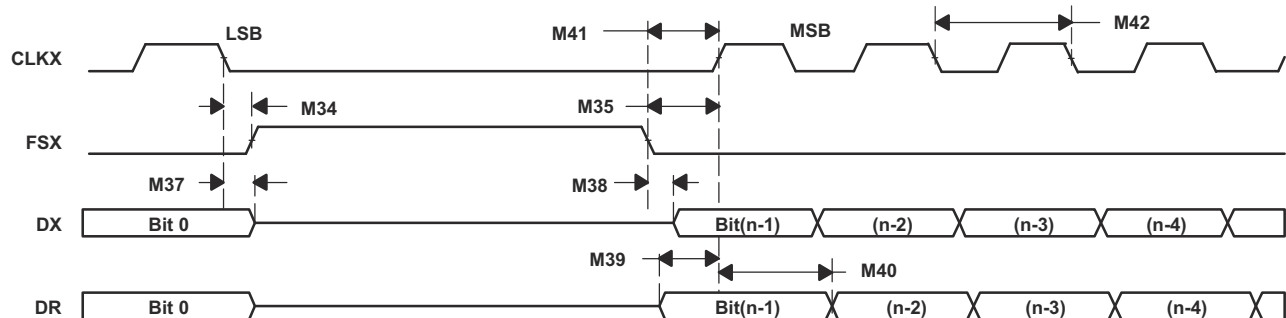 LSB
M41
MSB
M42
CLKX
M34
M35
FSX
M37
M38
DX
Bit 0
Bit(n-1)
(n-2)
(n-3)
(n-4)
M39
M40
DR
Bit 0
Bit(n-1)
(n-2)
(n-3)
(n-4)